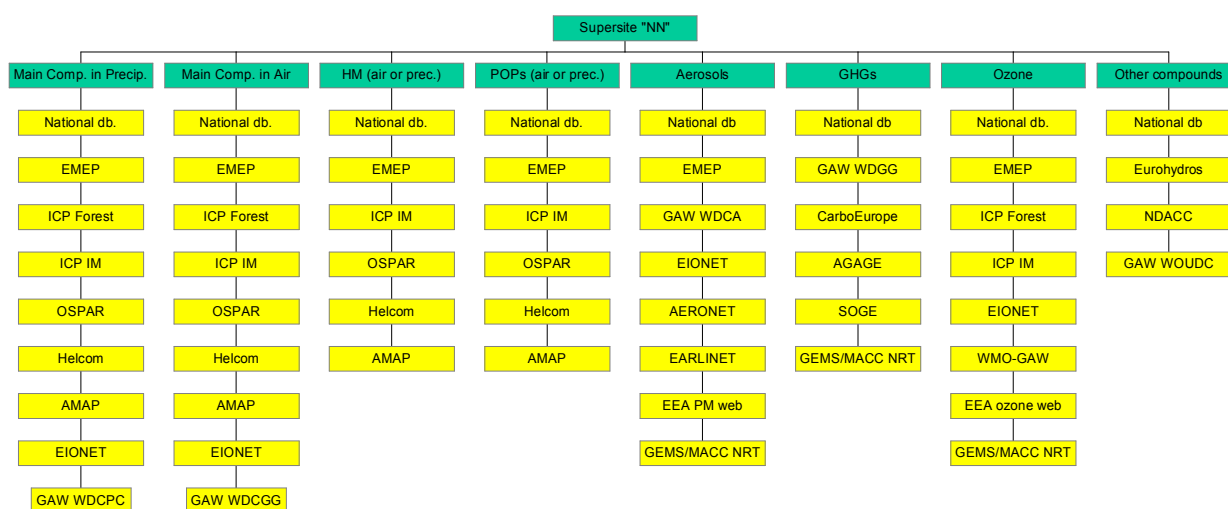 Supersite "NN"
Main Comp. in Precip.
National db.
EMEP
ICP Forest
ICP IM
OSPAR
Helcom
AMAP
EIONET
GAW WDCPC
Main Comp. in Air
National db.
EMEP
ICP Forest
ICP IM
OSPAR
Helcom
AMAP
EIONET
GAW WDCGG
HM (air or prec.)
National db.
EMEP
ICP IM
OSPAR
Helcom
AMAP
POPs (air or prec.)
National db.
EMEP
ICP IM
OSPAR
Helcom
AMAP
Aerosols
National db
EMEP
GAW WDCA
EIONET
AERONET
EARLINET
EEA PM web
GEMS/MACC NRT
GHGs
National db
GAW WDGG
CarboEurope
AGAGE
SOGE
GEMS/MACC NRT
Ozone
National db.
EMEP
ICP Forest
ICP IM
EIONET
WMO-GAW
EEA ozone web
GEMS/MACC NRT
Other compounds
National db
Eurohydros
NDACC
GAW WOUDC